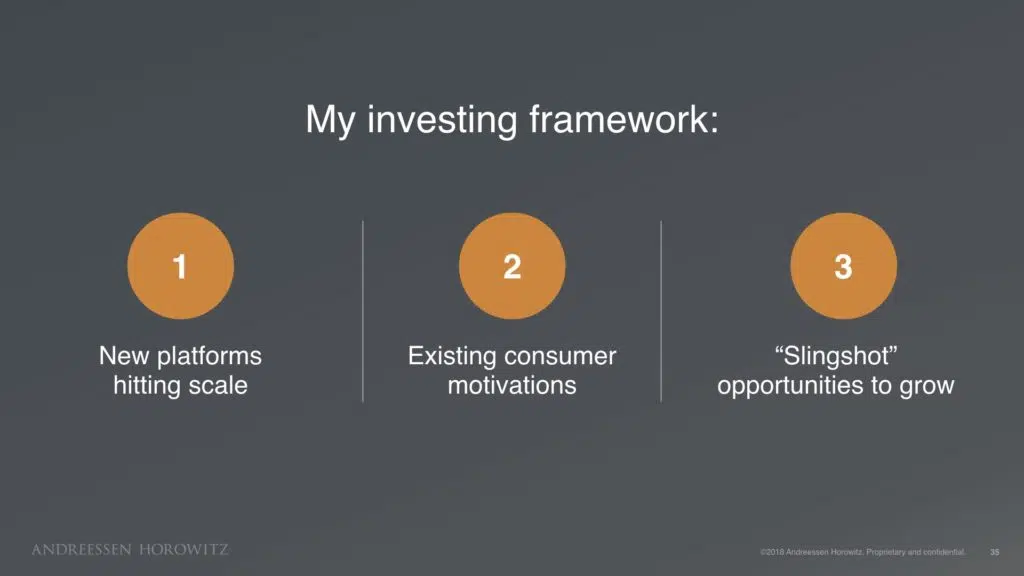 My investing framework:
1
New platforms
hitting scale
2
Existing consumer
motivations
3
“Slingshot”
opportunities to grow
ANDREESSEN HOROWITZ
©2018 Andreessen Horowitz. Proprietary and confidential.
35